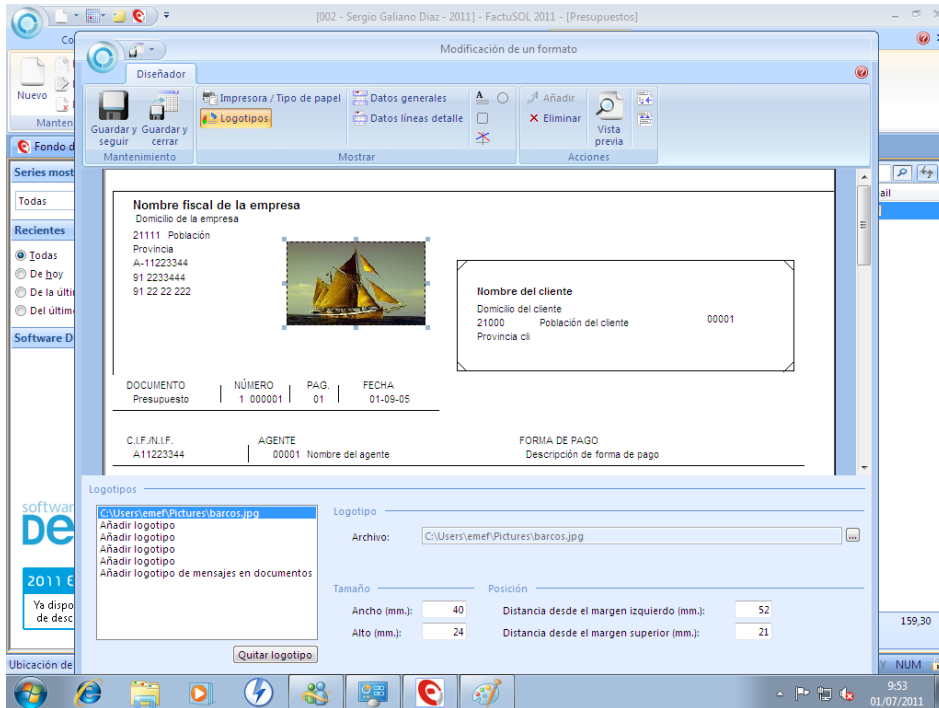 [002 - Sergio Galiano Diaz - 2011] - FactuSOL 2011 - [Presupuestos]
Modificación de un formato
Diseñador
Nuevo
Manten
Guardar y seguir
Guardar y cerrar
Mantenimiento
Impresora / Tipo de papel
Logotipos
Datos generales
Datos líneas detalle
Mostrar
Añadir
Eliminar
Vista previa
Acciones
Fondo d
Series most
Todas
Recientes
Todas
De hoy
De la últi
Del últim
Software D
ail
Nombre fiscal de la empresa
Domicilio de la empresa
21111 Población
Provincia
A-11223344
91 2233444
91 22 22 222
Nombre del cliente
Domicilio del cliente
21000 Población del cliente 00001
Provincia cli
DOCUMENTO NÚMERO PAG. FECHA
Presupuesto 1 000001 01 01-09-05
C.I.F./N.I.F. AGENTE FORMA DE PAGO
A11223344 00001 Nombre del agente Descripción de forma de pago
Logotipos
C:\Users\emef\Pictures\barcos.jpg
Añadir logotipo
Añadir logotipo
Añadir logotipo
Añadir logotipo
Añadir logotipo de mensajes en documentos
Quitar logotipo
Logotipo
Archivo: C:\Users\emef\Pictures\barcos.jpg ...
Tamaño
Ancho (mm.): 40
Alto (mm.): 24
Posición
Distancia desde el margen izquierdo (mm.): 52
Distancia desde el margen superior (mm.): 21
softwar
DE
2011 E
Ya dispo
de desc
159,30
Ubicación de
NUM
9:53
01/07/2011